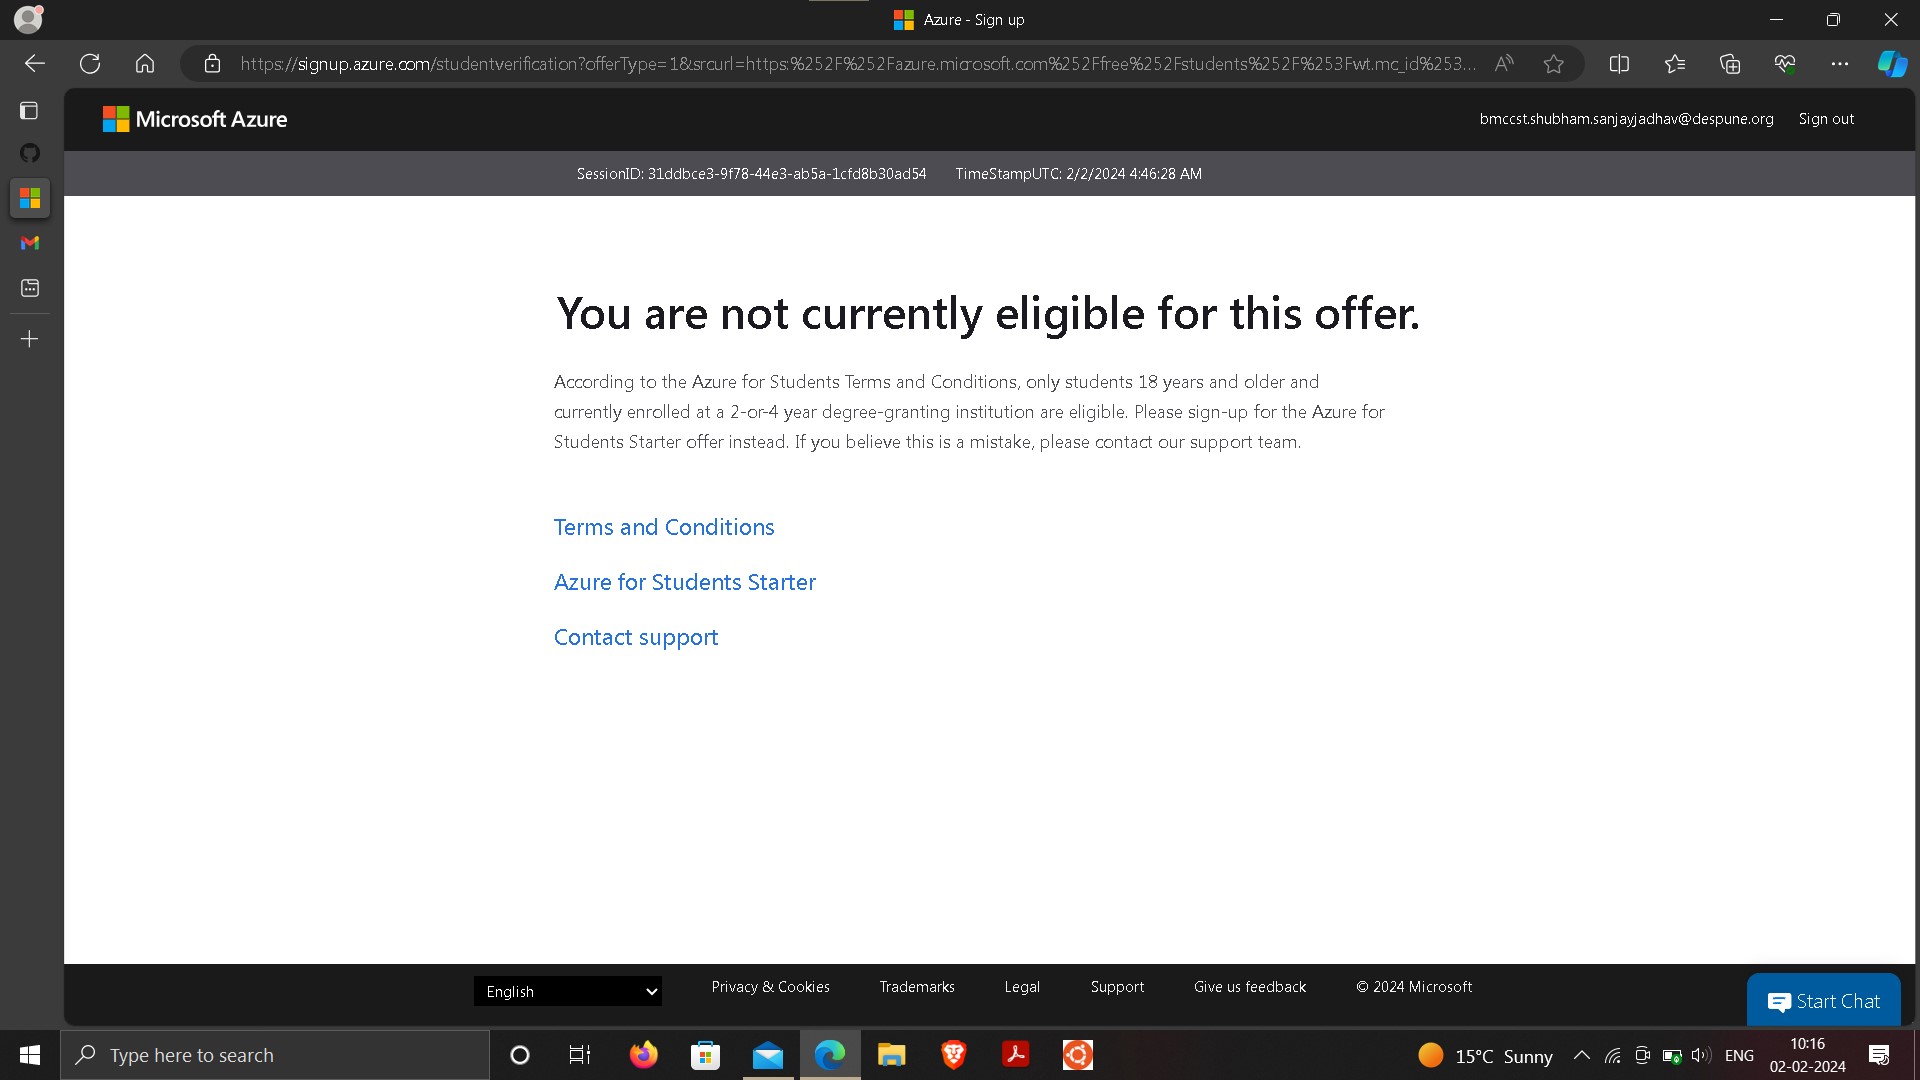 Azure - Sign up
https://signup.azure.com/studentverification?offerType=1&srcurl=https:%252F%252Fazure.microsoft.com%252Ffree%252Fstudents%252F%253Fwt.mc_id%253...
Microsoft Azure
bmccst.shubham.sanjayjadhav@despune.org Sign out
SessionID: 31ddbce3-9f78-44e3-ab5a-1cfd8b30ad54 TimeStampUTC: 2/2/2024 4:46:28 AM
You are not currently eligible for this offer.
According to the Azure for Students Terms and Conditions, only students 18 years and older and
currently enrolled at a 2-or-4 year degree-granting institution are eligible. Please sign-up for the Azure for
Students Starter offer instead. If you believe this is a mistake, please contact our support team.
Terms and Conditions
Azure for Students Starter
Contact support
English Privacy & Cookies Trademarks Legal Support Give us feedback © 2024 Microsoft
Start Chat
Type here to search
15°C Sunny
ENG
10:16
02-02-2024